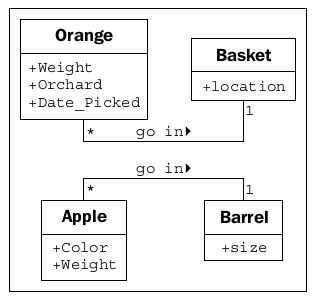 Orange
+Weight
+Orchard
+Date_Picked
Basket
+location
* go in 1
go in
* 1
Apple
+Color
+Weight
Barrel
+size